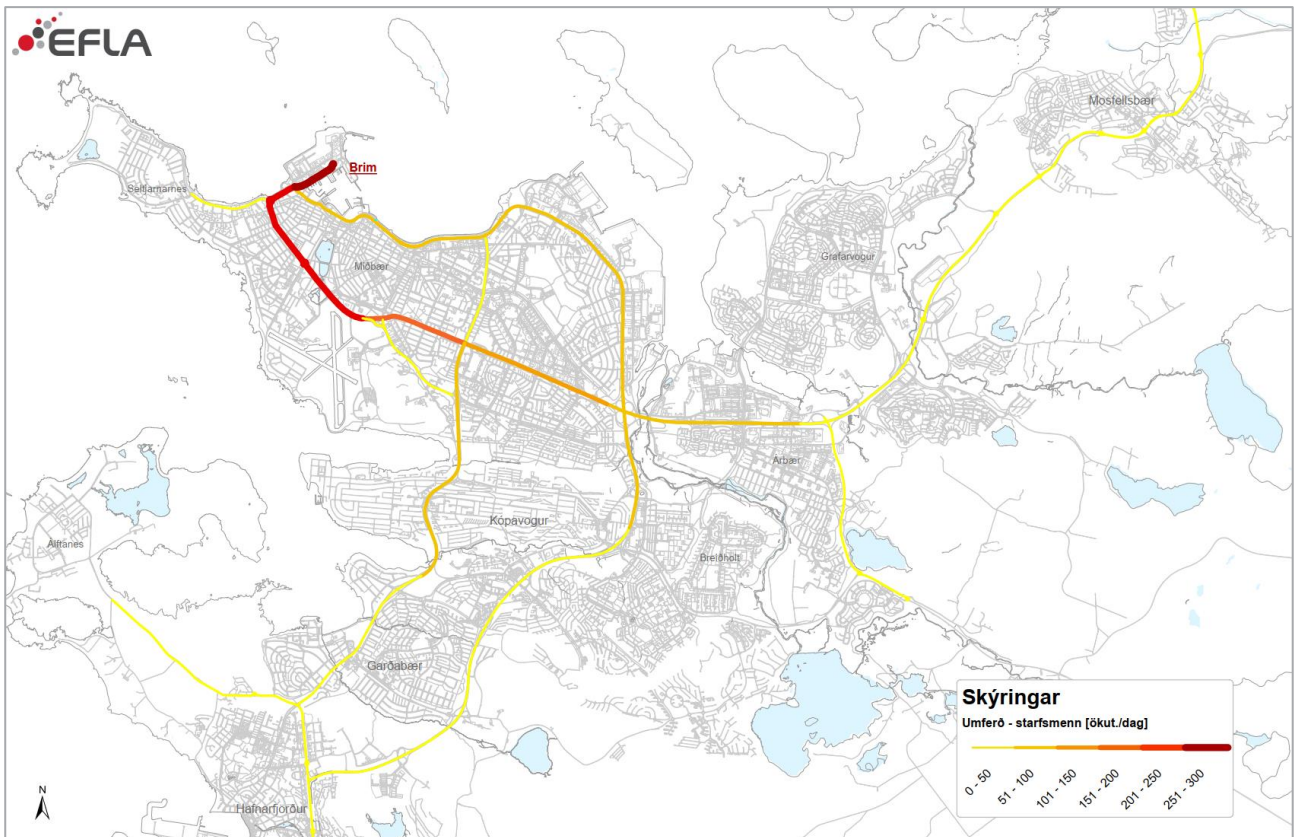 EFLA
Mosfellsbær
Brim
Seltjarnarnes
Miðbær
Grafarvogur
Árbær
Kópavogur
Breiðholt
Álftanes
Garðabær
Hafnarfjörður
N
Skýringar
Umferð - starfsmenn [ökut./dag]
0 - 50
51 - 100
101 - 150
151 - 200
201 - 250
251 - 300